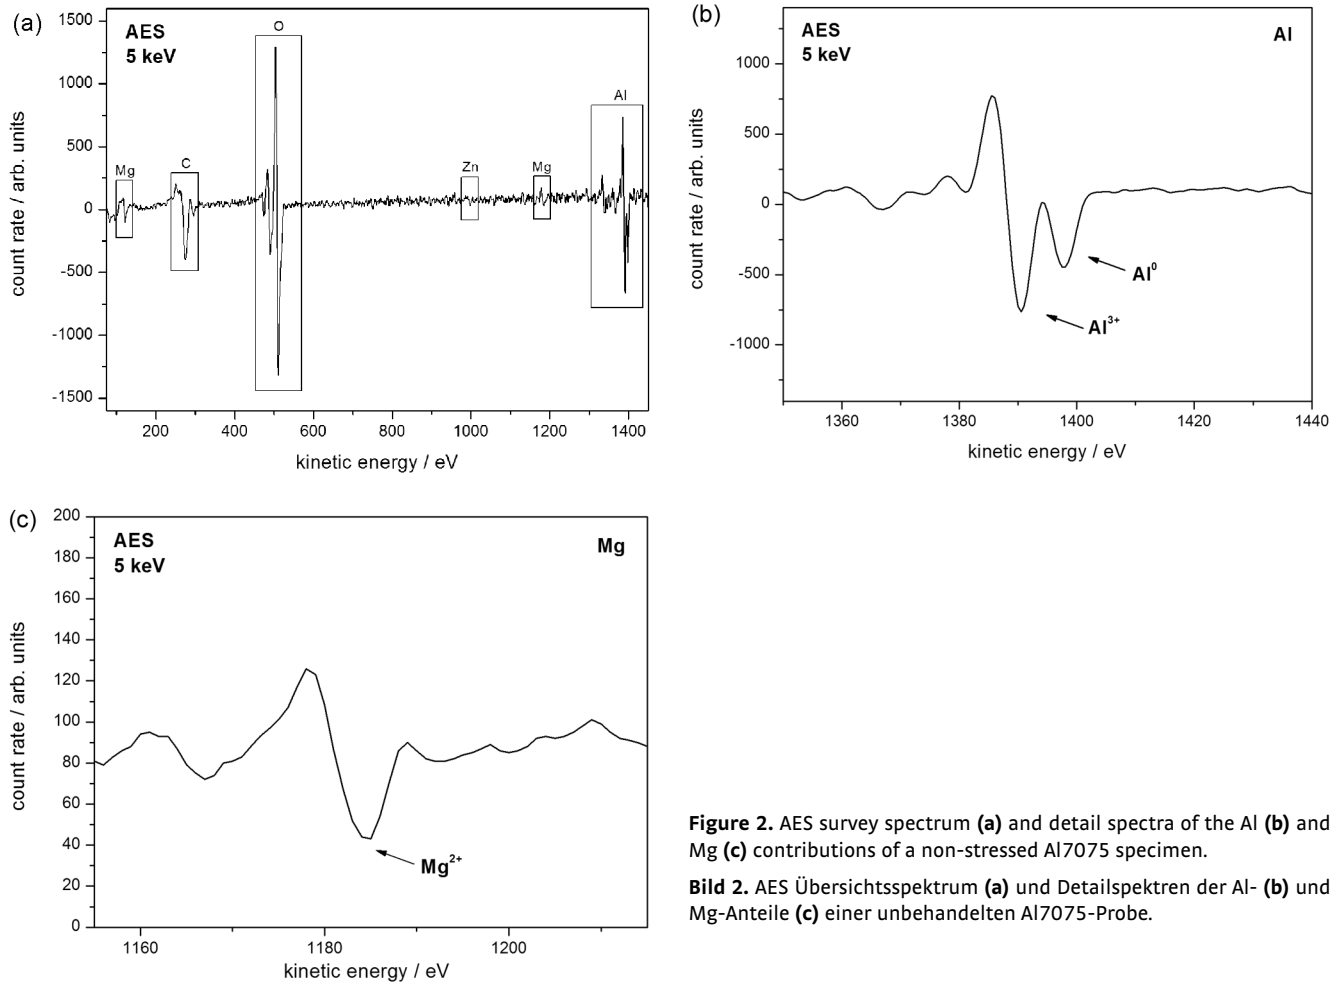 (a)
AES
5 keV
O
Al
Mg
C
Zn
Mg
1500
1000
500
0
-500
-1000
-1500
200 400 600 800 1000 1200 1400
count rate / arb. units
kinetic energy / eV
(b)
AES
5 keV
Al
1000
500
0
-500
-1000
Al⁰
Al³⁺
1360 1380 1400 1420 1440
count rate / arb. units
kinetic energy / eV
(c)
AES
5 keV
Mg
200
180
160
140
120
100
80
60
40
20
0
Mg²⁺
1160 1180 1200
count rate / arb. units
kinetic energy / eV
Figure 2. AES survey spectrum (a) and detail spectra of the Al (b) and
Mg (c) contributions of a non-stressed Al7075 specimen.
Bild 2. AES Übersichtsspektrum (a) und Detailspektren der Al- (b) und
Mg-Anteile (c) einer unbehandelten Al7075-Probe.